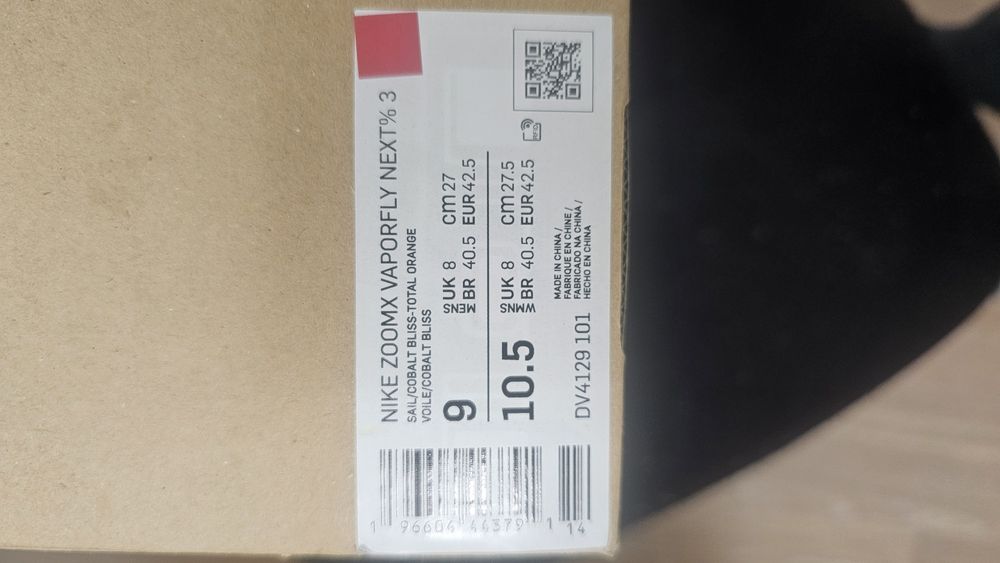 NIKE ZOOMX VAPORFLY NEXT% 3
SAIL/COBALT BLISS-TOTAL ORANGE
VOILE/COBALT BLISS
9 MENS UK 8 cm 27
BR 40.5 EUR 42.5
10.5 WMNS UK 8 cm 27.5
BR 40.5 EUR 42.5
RFID
DV4129 101
MADE IN CHINA /
FABRIQUE EN CHINE /
FABRICADO NA CHINA /
HECHO EN CHINA
1 96604 44379 1 14